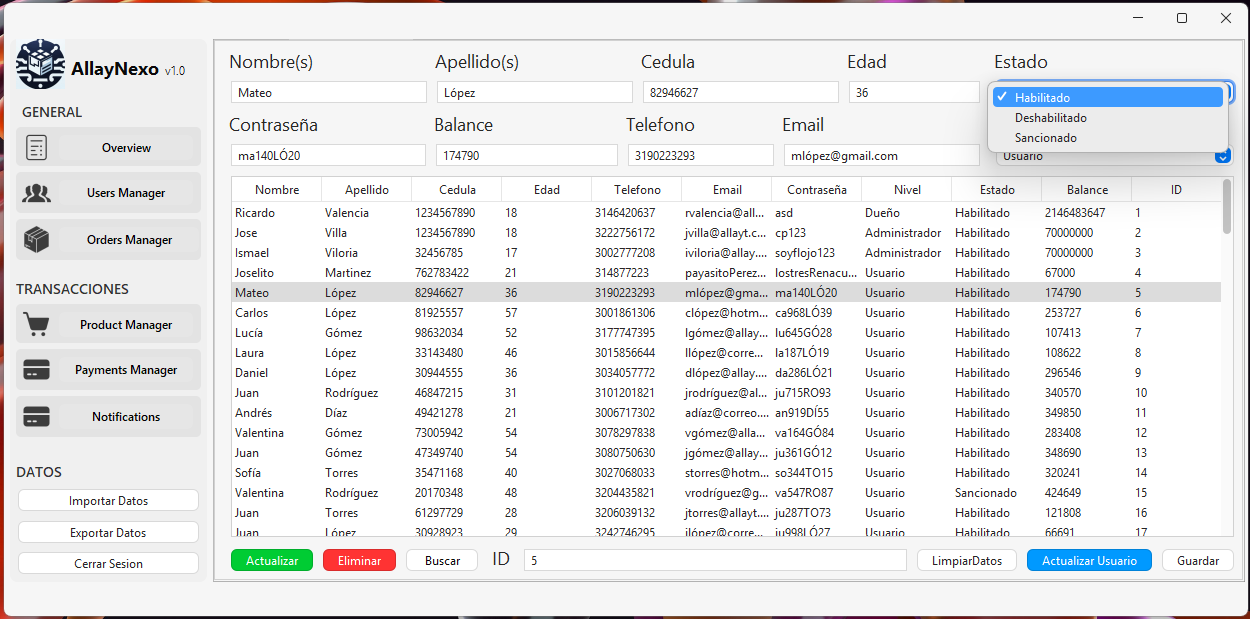 AllayNexo v1.0
GENERAL
Overview
Users Manager
Orders Manager
TRANSACCIONES
Product Manager
Payments Manager
Notifications
DATOS
Importar Datos
Exportar Datos
Cerrar Sesion
Nombre(s) Apellido(s) Cedula Edad Estado
Mateo López 82946627 36
Habilitado
Deshabilitado
Sancionado
Contraseña Balance Telefono Email
ma140LÓ20 174790 3190223293 mlópez@gmail.com Usuario
Nombre Apellido Cedula Edad Telefono Email Contraseña Nivel Estado Balance ID
Ricardo Valencia 1234567890 18 3146420637 rvalencia@all... asd Dueño Habilitado 2146483647 1
Jose Villa 1234567890 18 3222756172 jvilla@allayt.c... cp123 Administrador Habilitado 70000000 2
Ismael Viloria 32456785 17 3002777208 iviloria@allay.... soyflojo123 Administrador Habilitado 70000000 3
Joselito Martinez 762783422 21 314877223 payasitoPerez... lostresRenacu... Usuario Habilitado 67000 4
Mateo López 82946627 36 3190223293 mlópez@gma... ma140LÓ20 Usuario Habilitado 174790 5
Carlos López 81925557 57 3001861306 clópez@hotm... ca968LÓ39 Usuario Habilitado 253727 6
Lucía Gómez 98632034 52 3177747395 lgómez@allay... lu645GÓ28 Usuario Habilitado 107413 7
Laura López 33143480 46 3015856644 llópez@corre... la187LÓ19 Usuario Habilitado 108622 8
Daniel López 30944555 36 3034057772 dlópez@allay... da286LÓ21 Usuario Habilitado 296546 9
Juan Rodríguez 46847215 31 3101201821 jrodríguez@al... ju715RO93 Usuario Habilitado 340570 10
Andrés Díaz 49421278 21 3006717302 adíaz@correo.... an919DÍ55 Usuario Habilitado 349850 11
Valentina Gómez 73005942 54 3078297838 vgómez@alla... va164GÓ84 Usuario Habilitado 283408 12
Juan Gómez 47349740 54 3080750630 jgómez@allay... ju361GÓ12 Usuario Habilitado 348690 13
Sofía Torres 35471168 40 3027068033 storres@hotm... so344TO15 Usuario Habilitado 320241 14
Valentina Rodríguez 20170348 48 3204435821 vrodríguez@g... va547RO87 Usuario Sancionado 424649 15
Juan Torres 61297729 28 3206039132 jtorres@allayt.... ju287TO73 Usuario Habilitado 121808 16
Juan López 30928923 29 3242746295 jlópez@corre... ju998LÓ27 Usuario Habilitado 66691 17
Actualizar Eliminar Buscar ID 5 LimpiarDatos Actualizar Usuario Guardar